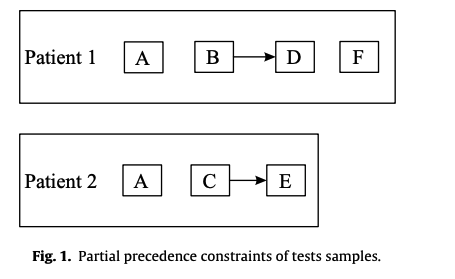 Patient 1 A B D F
Patient 2 A C E
Fig. 1. Partial precedence constraints of tests samples.